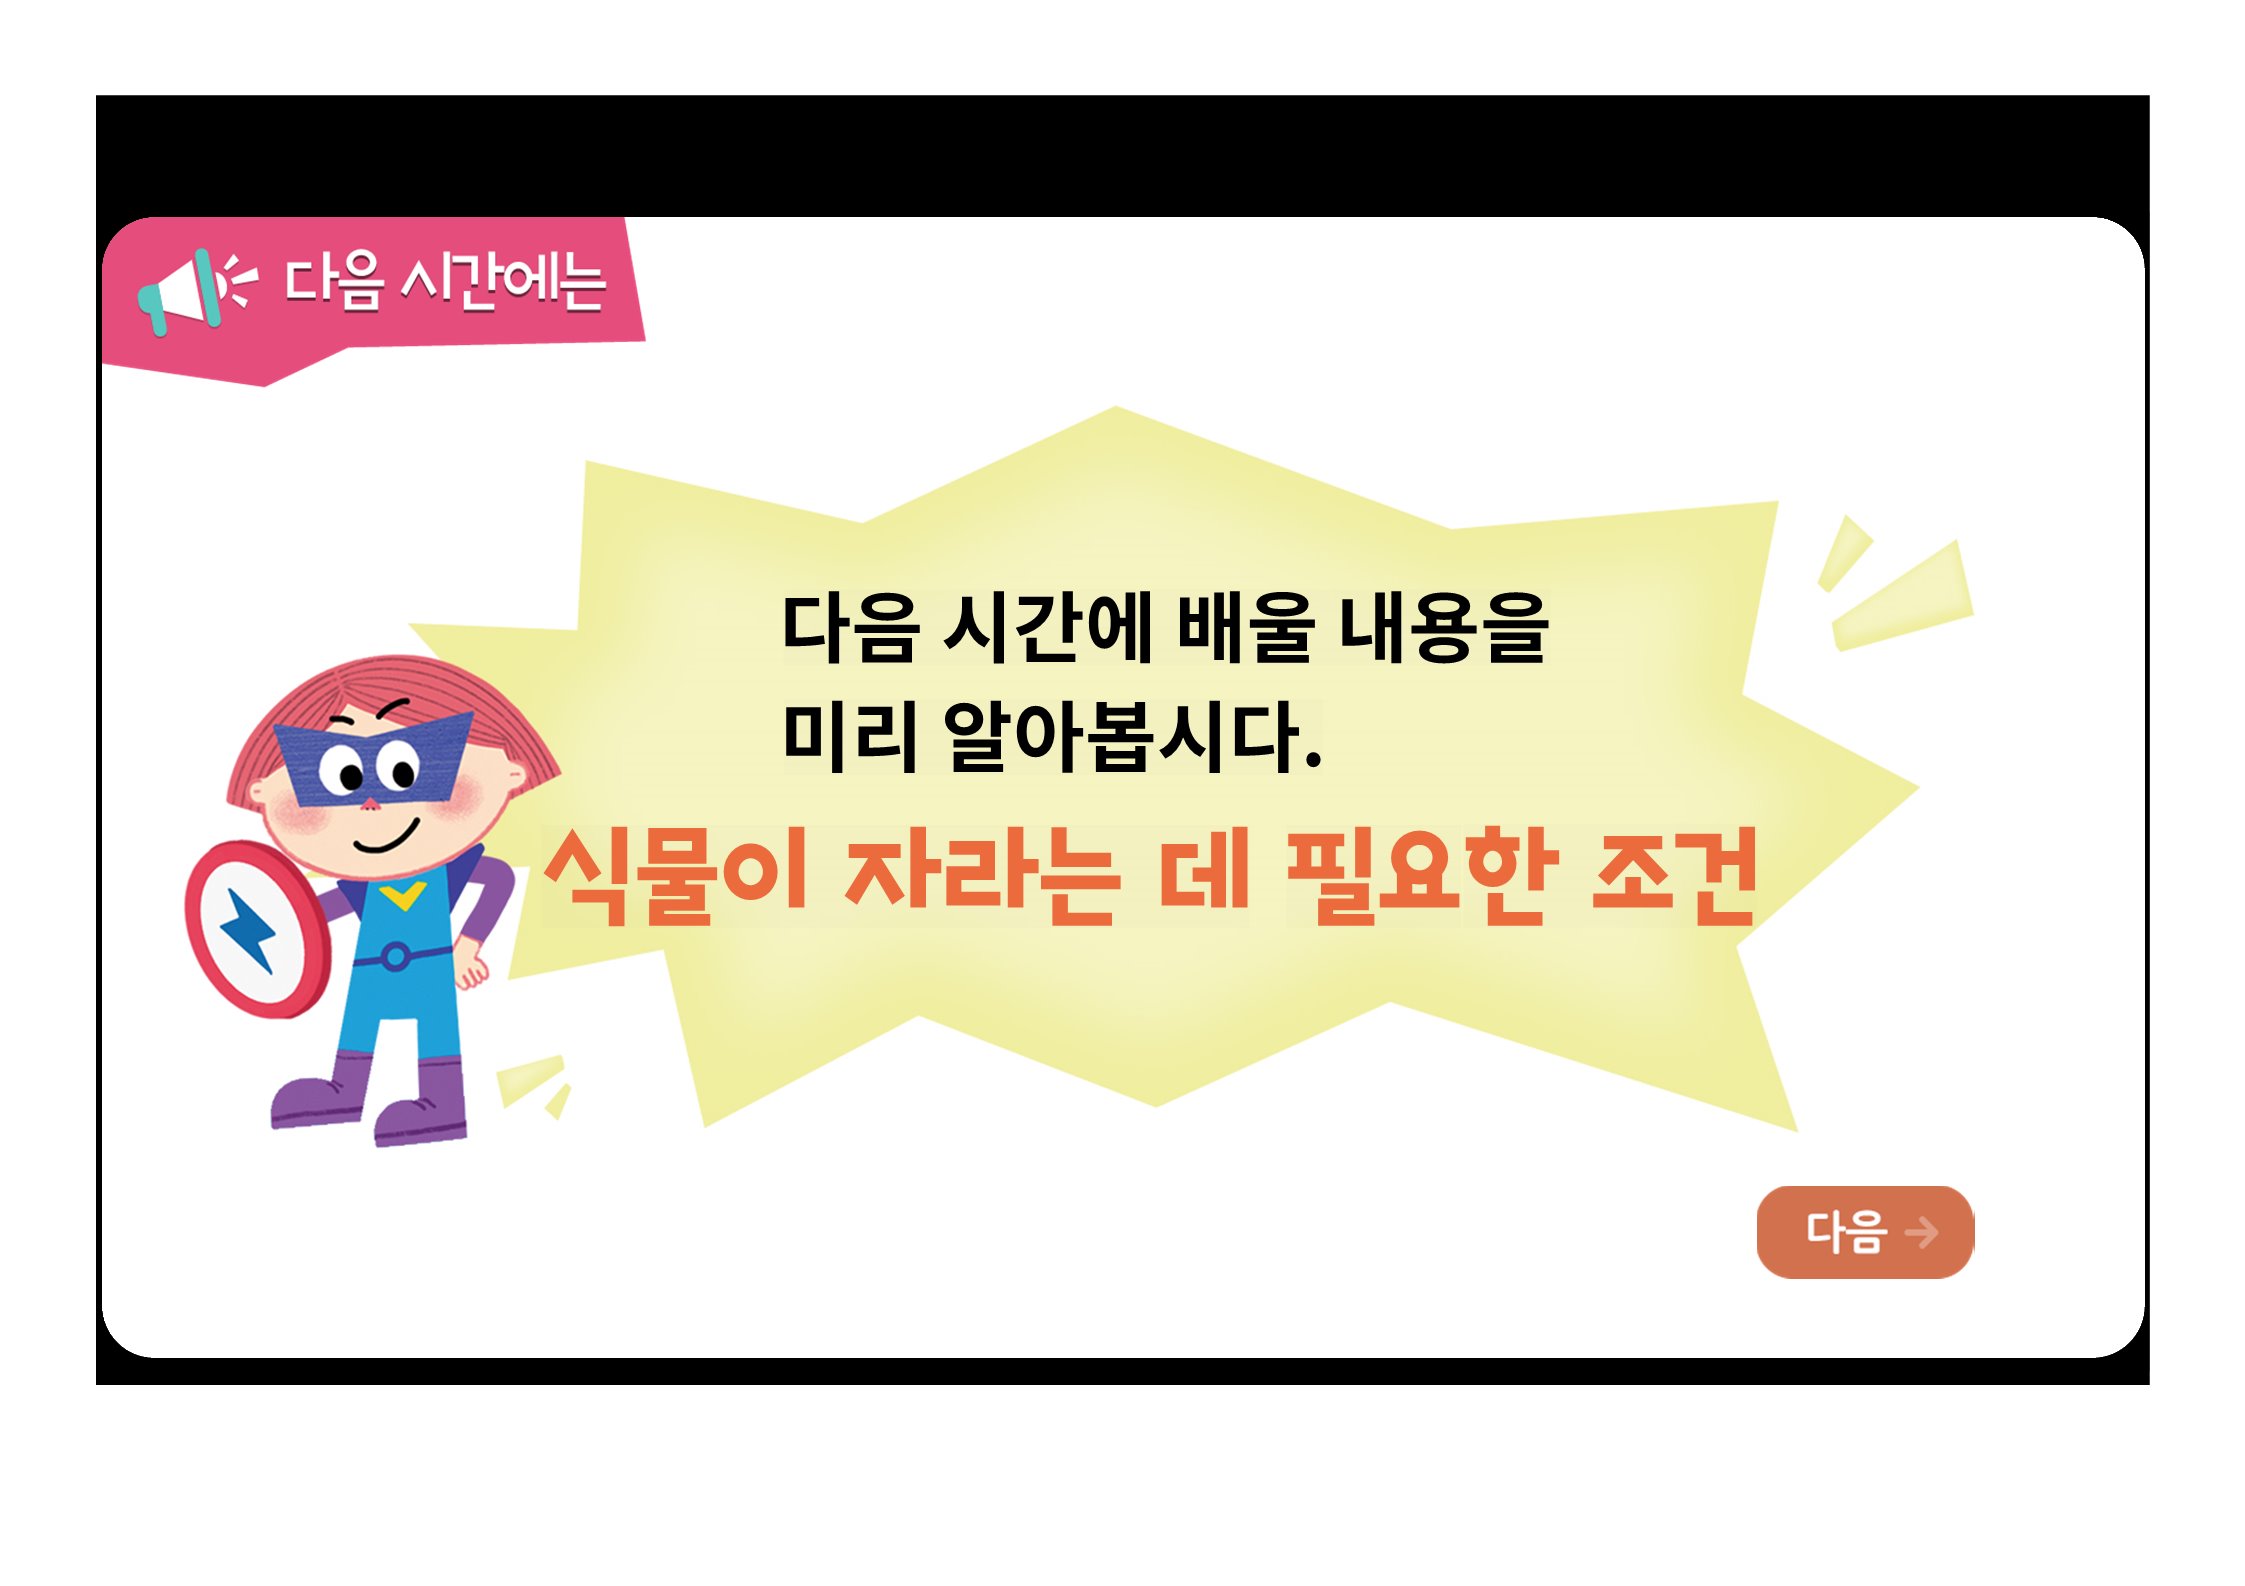 다음 시간에는
다음 시간에 배울 내용을
미리 알아봅시다.
식물이 자라는 데 필요한 조건
다음